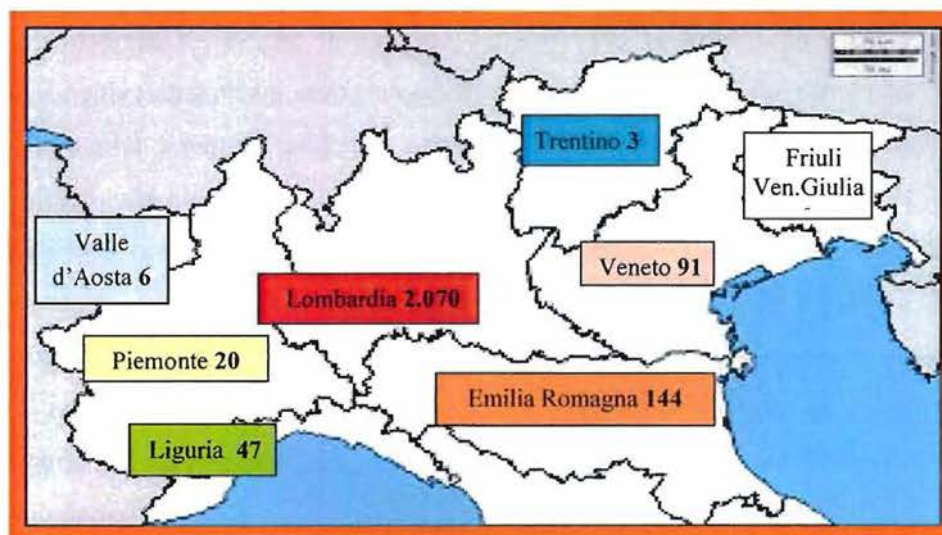 Trentino 3
Friuli
Ven.Giulia
-
Valle
d'Aosta 6
Veneto 91
Lombardia 2.070
Piemonte 20
Emilia Romagna 144
Liguria 47